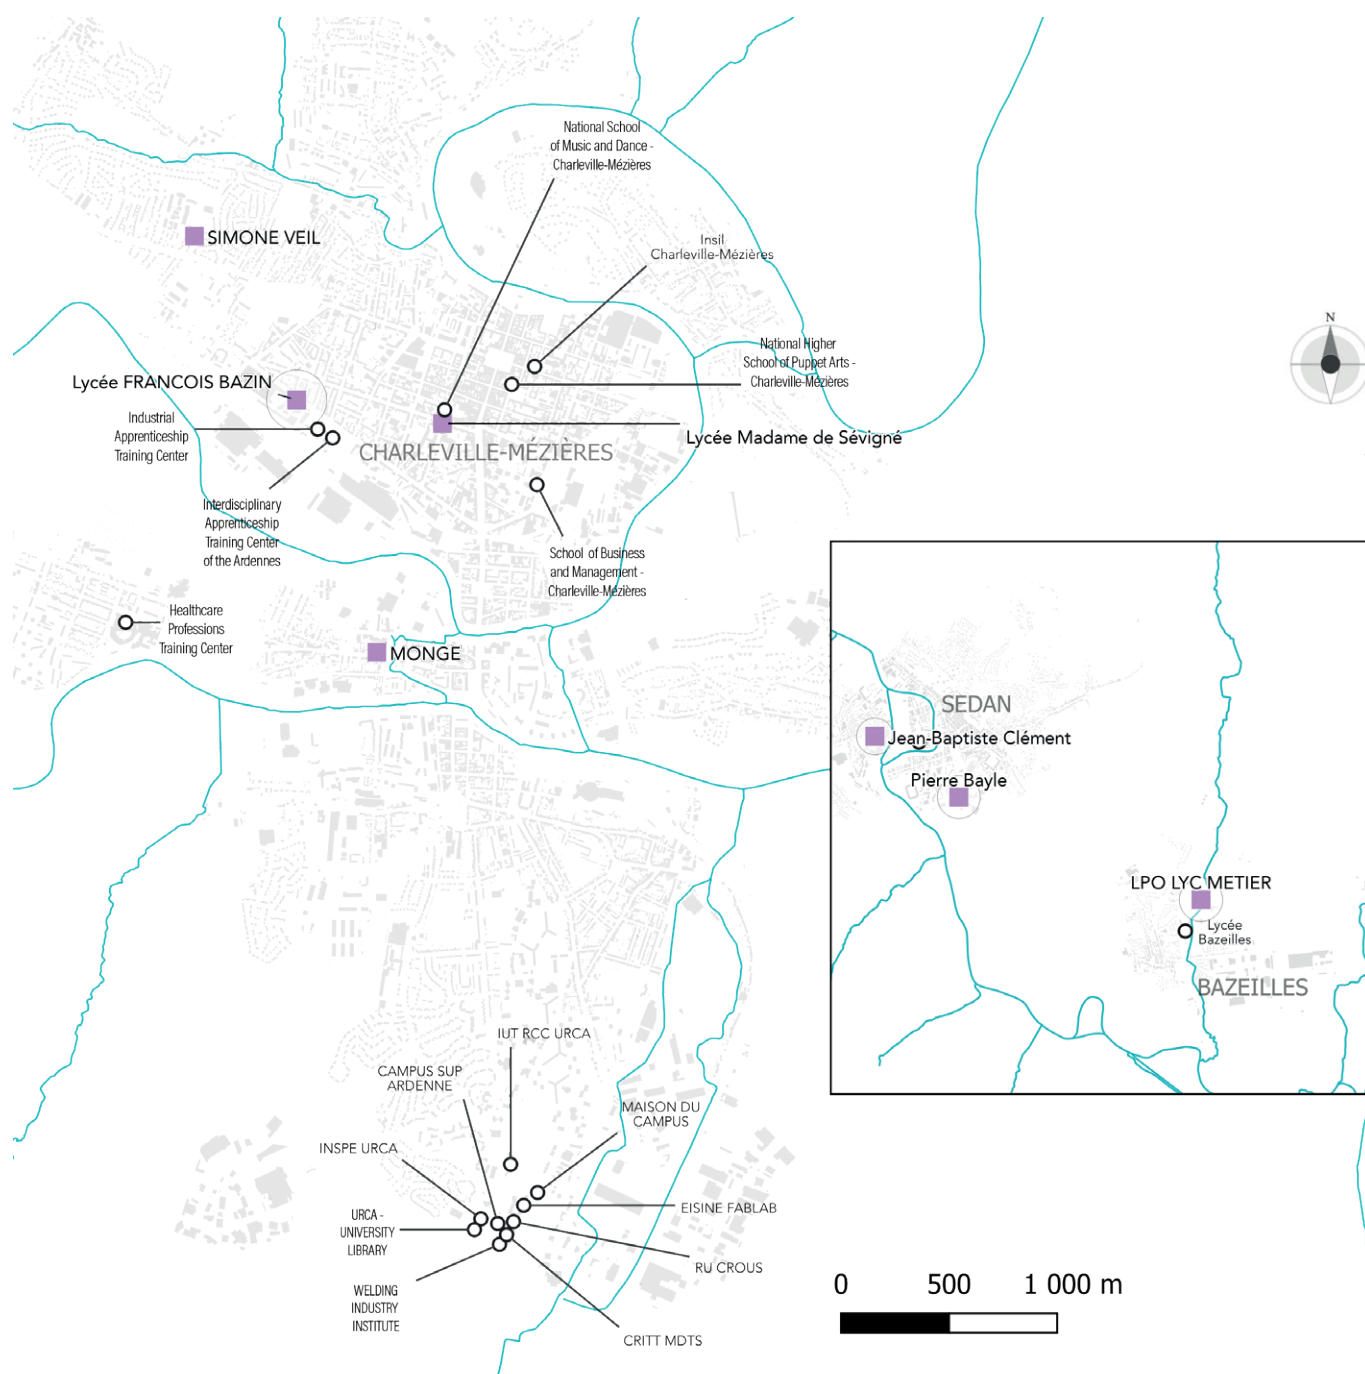 National School
of Music and Dance -
Charleville-Mézières
SIMONE VEIL
Insil
Charleville-Mézières
N
National Higher
School of Puppet Arts -
Charleville-Mézières
Lycée FRANCOIS BAZIN
Industrial
Apprenticeship
Training Center
Lycée Madame de Sévigné
CHARLEVILLE-MÉZIÈRES
Interdisciplinary
Apprenticeship
Training Center
of the Ardennes
School of Business
and Management -
Charleville-Mézières
Healthcare
Professions
Training Center
MONGE
SEDAN
Jean-Baptiste Clément
Pierre Bayle
LPO LYC METIER
Lycée
Bazeilles
BAZEILLES
IUT RCC URCA
CAMPUS SUP
ARDENNE
MAISON DU
CAMPUS
INSPE URCA
EISINE FABLAB
URCA -
UNIVERSITY
LIBRARY
RU CROUS
WELDING
INDUSTRY
INSTITUTE
CRITT MDTS
0 500 1 000 m